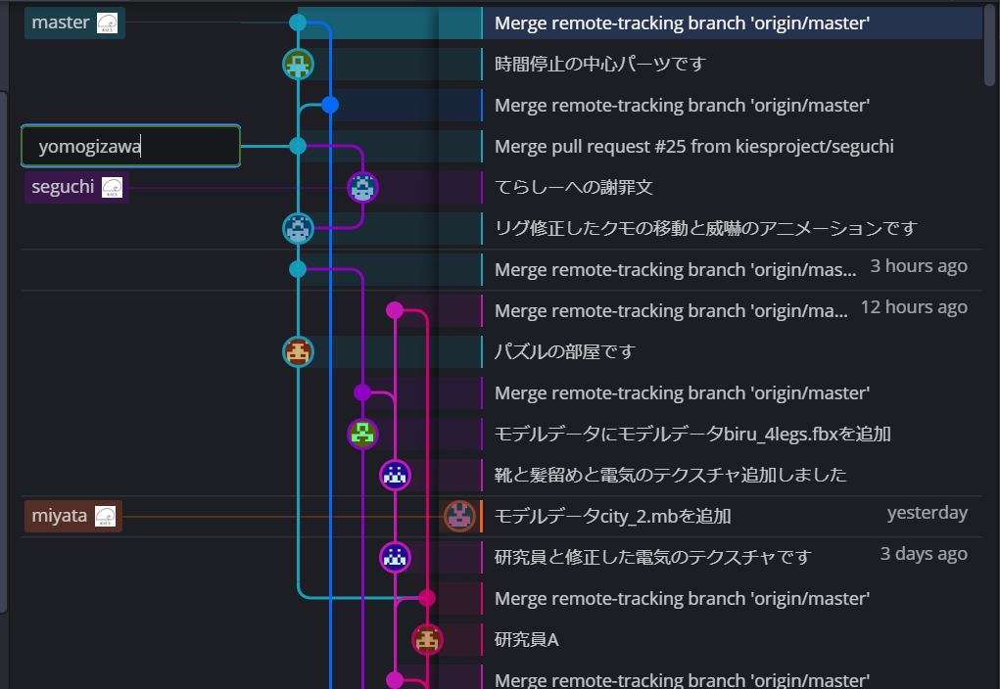 master
Merge remote-tracking branch 'origin/master'
時間停止の中心パーツです
Merge remote-tracking branch 'origin/master'
yomogizawa
Merge pull request #25 from kiesproject/seguchi
seguchi
てらしーへの謝罪文
リグ修正したクモの移動と威嚇のアニメーションです
Merge remote-tracking branch 'origin/mas... 3 hours ago
Merge remote-tracking branch 'origin/ma... 12 hours ago
パズルの部屋です
Merge remote-tracking branch 'origin/master'
モデルデータにモデルデータbiru_4legs.fbxを追加
靴と髪留めと電気のテクスチャ追加しました
miyata
モデルデータcity_2.mbを追加 yesterday
研究員と修正した電気のテクスチャです 3 days ago
Merge remote-tracking branch 'origin/master'
研究員A
Merge remote-tracking branch 'origin/master'